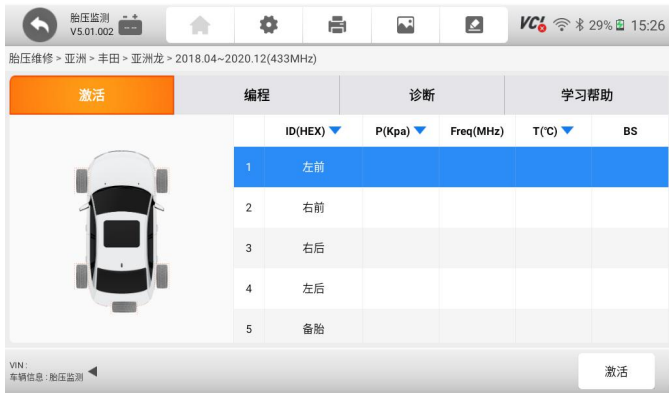 胎压监测 - +
V5.01.002 --
VCI 29% 15:26
胎压维修 > 亚洲 > 丰田 > 亚洲龙 > 2018.04~2020.12(433MHz)
激活 编程 诊断 学习帮助
ID(HEX) P(Kpa) Freq(MHz) T(℃) BS
1 左前
2 右前
3 右后
4 左后
5 备胎
VIN :
车辆信息 : 胎压监测
激活